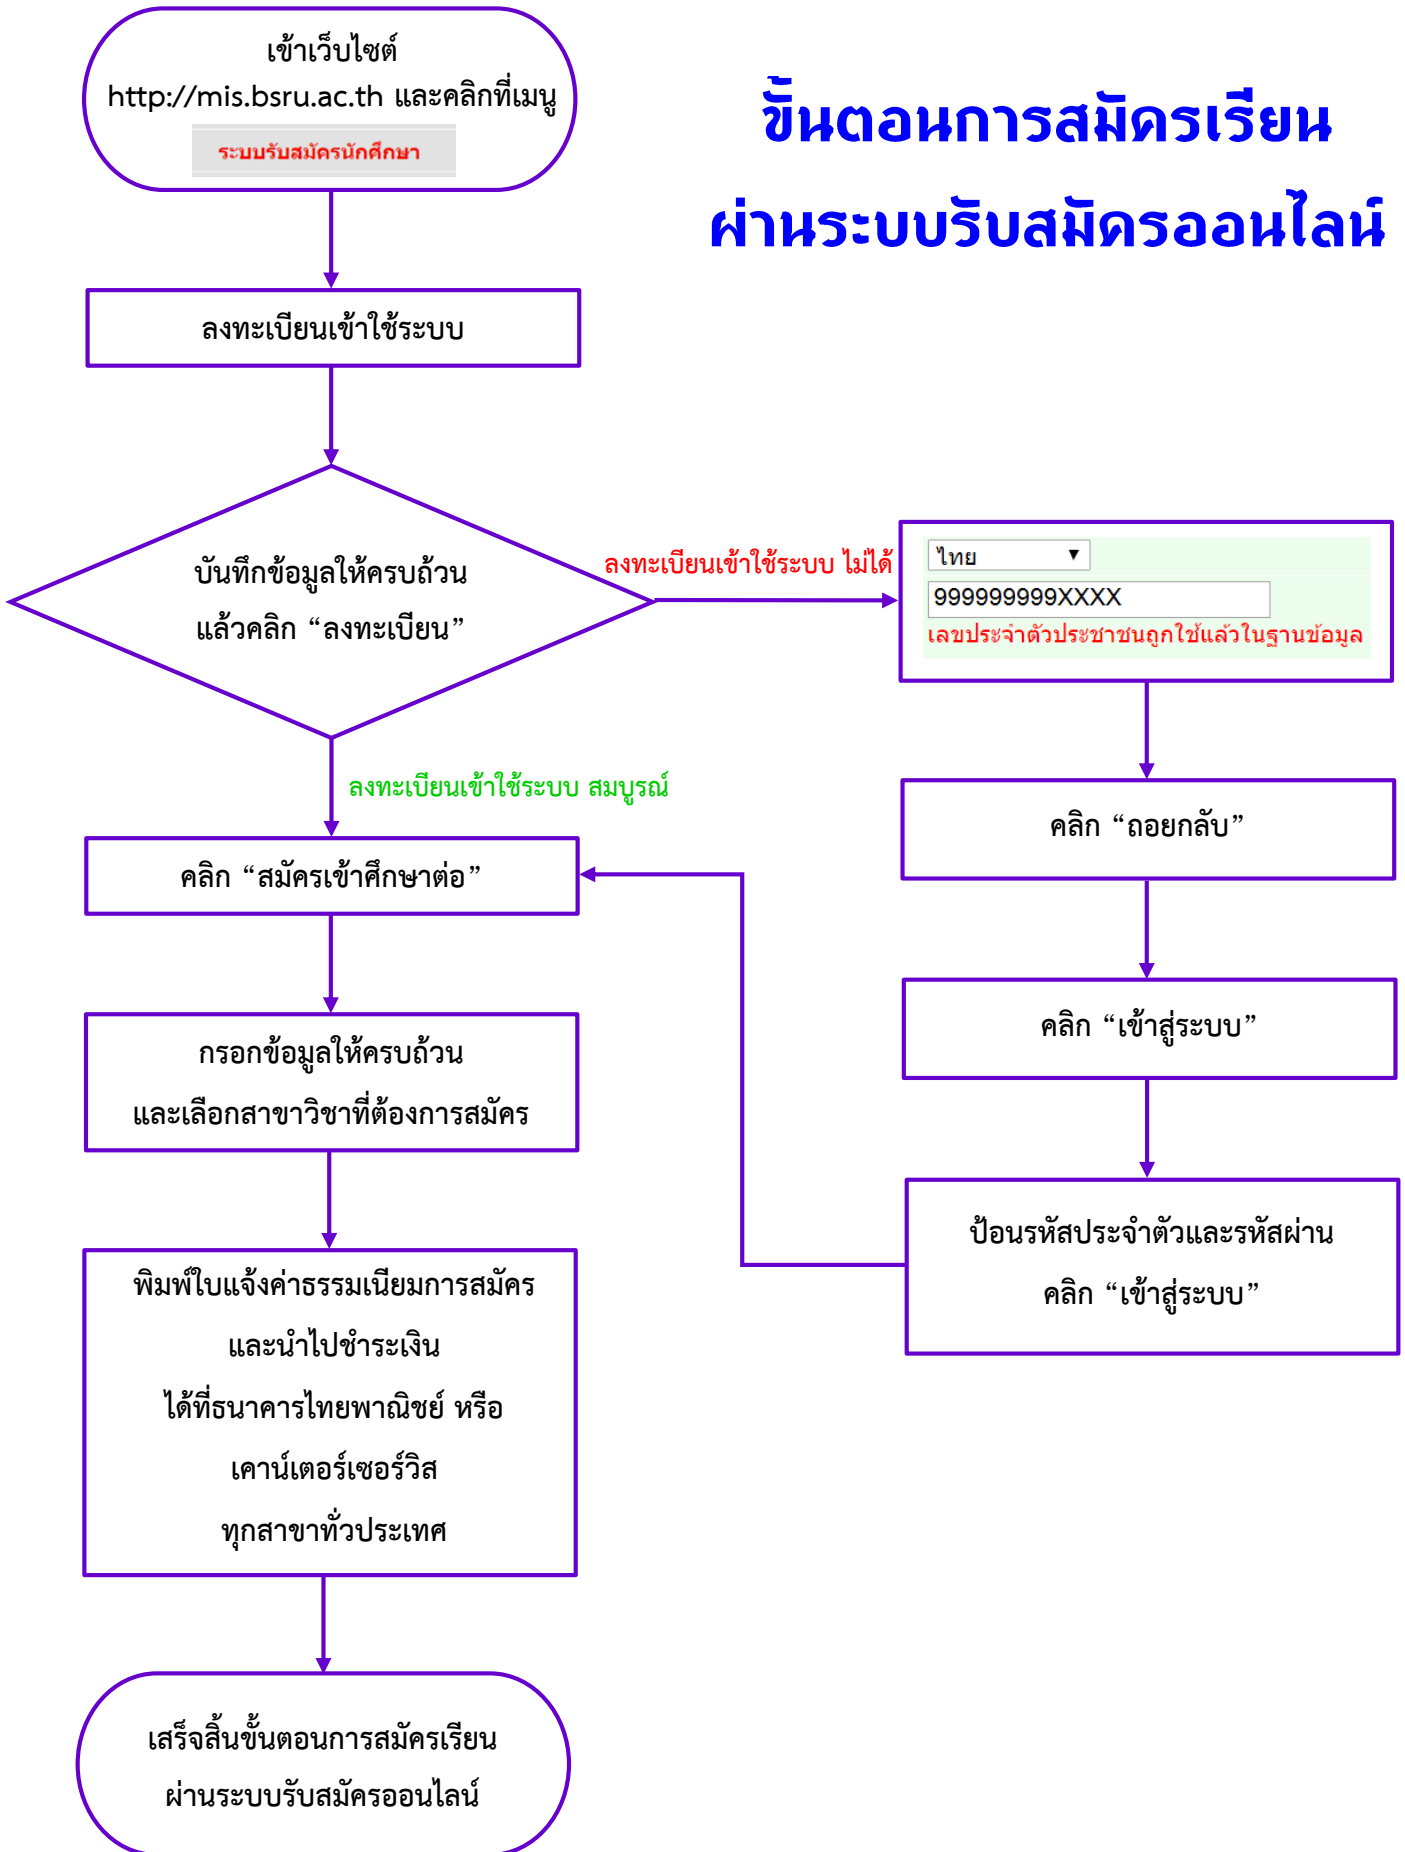 ขั้นตอนการสมัครเรียน
ผ่านระบบรับสมัครออนไลน์
เข้าเว็บไซต์
http://mis.bsru.ac.th และคลิกที่เมนู
ระบบรับสมัครนักศึกษา
ลงทะเบียนเข้าใช้ระบบ
บันทึกข้อมูลให้ครบถ้วน
แล้วคลิก “ลงทะเบียน”
ลงทะเบียนเข้าใช้ระบบ ไม่ได้
ไทย
999999999XXXX
เลขประจำตัวประชาชนถูกใช้แล้วในฐานข้อมูล
คลิก “ถอยกลับ”
คลิก “เข้าสู่ระบบ”
ป้อนรหัสประจำตัวและรหัสผ่าน
คลิก “เข้าสู่ระบบ”
ลงทะเบียนเข้าใช้ระบบ สมบูรณ์
คลิก “สมัครเข้าศึกษาต่อ”
กรอกข้อมูลให้ครบถ้วน
และเลือกสาขาวิชาที่ต้องการสมัคร
พิมพ์ใบแจ้งค่าธรรมเนียมการสมัคร
และนำไปชำระเงิน
ได้ที่ธนาคารไทยพาณิชย์ หรือ
เคาน์เตอร์เซอร์วิส
ทุกสาขาทั่วประเทศ
เสร็จสิ้นขั้นตอนการสมัครเรียน
ผ่านระบบรับสมัครออนไลน์